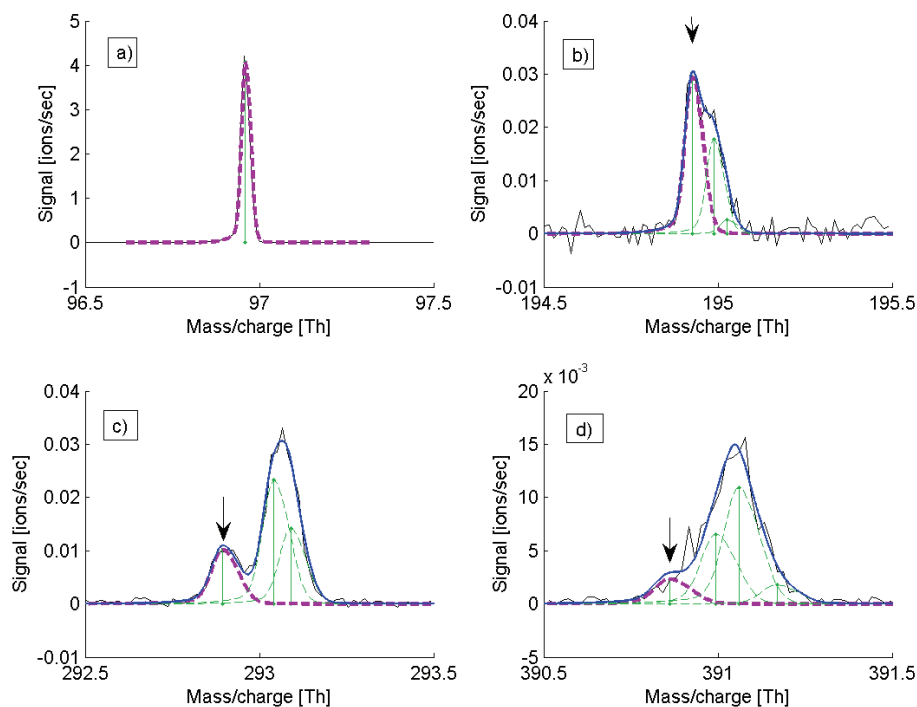 a)
Signal [ions/sec]
5
4
3
2
1
0
-1
96.5
97
97.5
Mass/charge [Th]
b)
Signal [ions/sec]
0.04
0.03
0.02
0.01
0
-0.01
194.5
195
195.5
Mass/charge [Th]
c)
Signal [ions/sec]
0.04
0.03
0.02
0.01
0
-0.01
292.5
293
293.5
Mass/charge [Th]
x 10⁻³
d)
Signal [ions/sec]
20
15
10
5
0
-5
390.5
391
391.5
Mass/charge [Th]